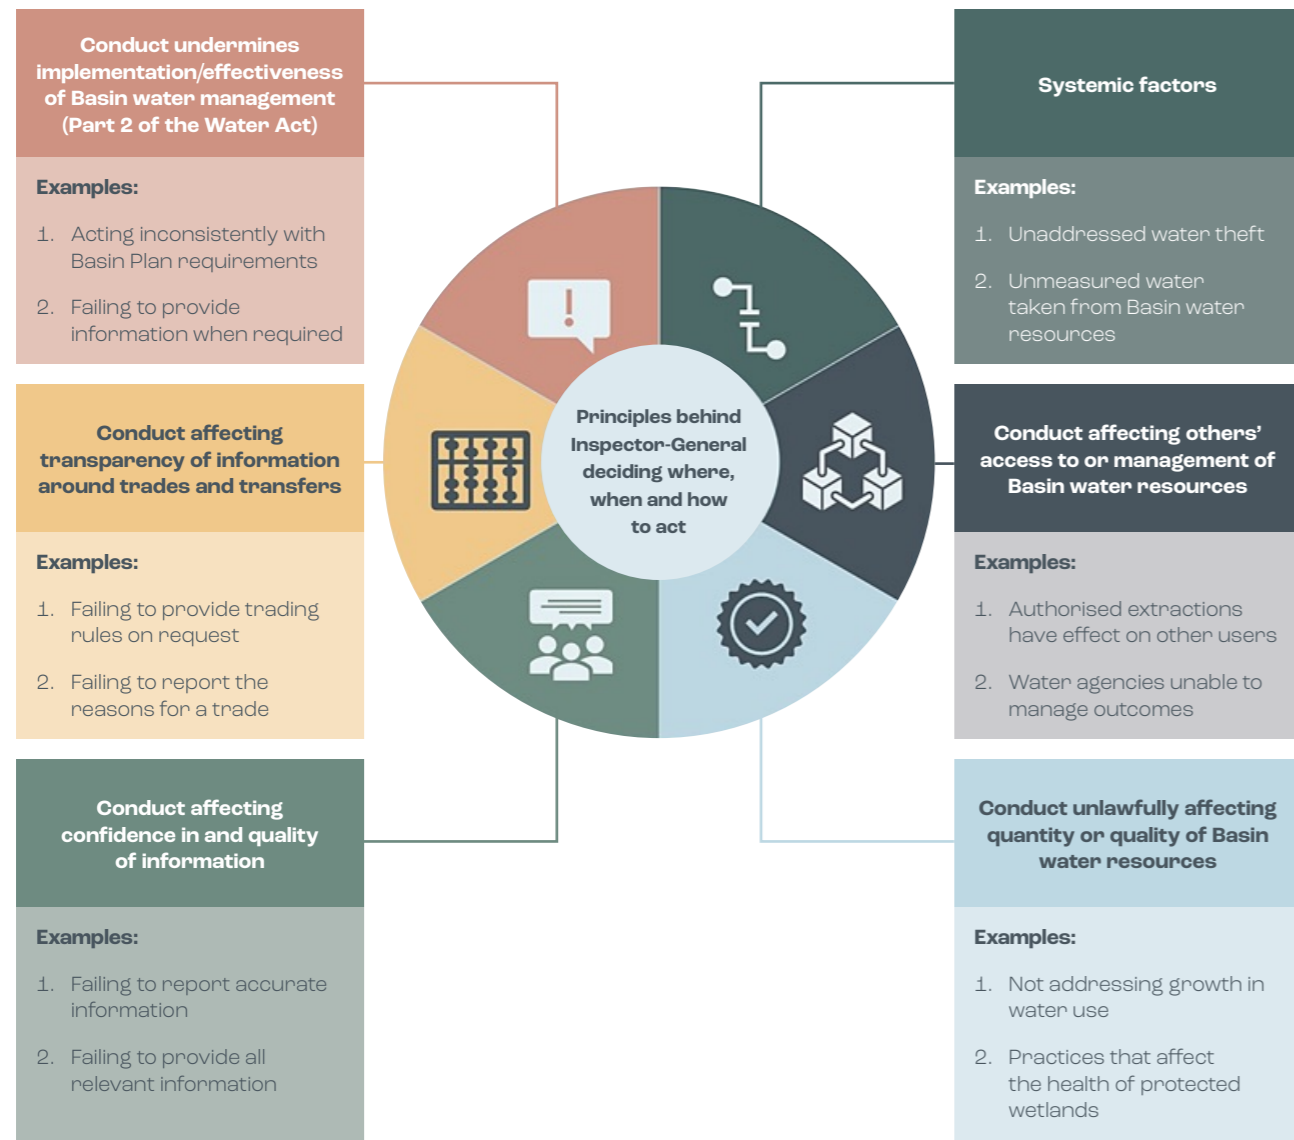 Conduct undermines
implementation/effectiveness
of Basin water management
(Part 2 of the Water Act)
Examples:
1. Acting inconsistently with
Basin Plan requirements
2. Failing to provide
information when required
Conduct affecting
transparency of information
around trades and transfers
Examples:
1. Failing to provide trading
rules on request
2. Failing to report the
reasons for a trade
Conduct affecting
confidence in and quality
of information
Examples:
1. Failing to report accurate
information
2. Failing to provide all
relevant information
Principles behind
Inspector-General
deciding where,
when and how
to act
Systemic factors
Examples:
1. Unaddressed water theft
2. Unmeasured water
taken from Basin water
resources
Conduct affecting others’
access to or management of
Basin water resources
Examples:
1. Authorised extractions
have effect on other users
2. Water agencies unable to
manage outcomes
Conduct unlawfully affecting
quantity or quality of Basin
water resources
Examples:
1. Not addressing growth in
water use
2. Practices that affect
the health of protected
wetlands